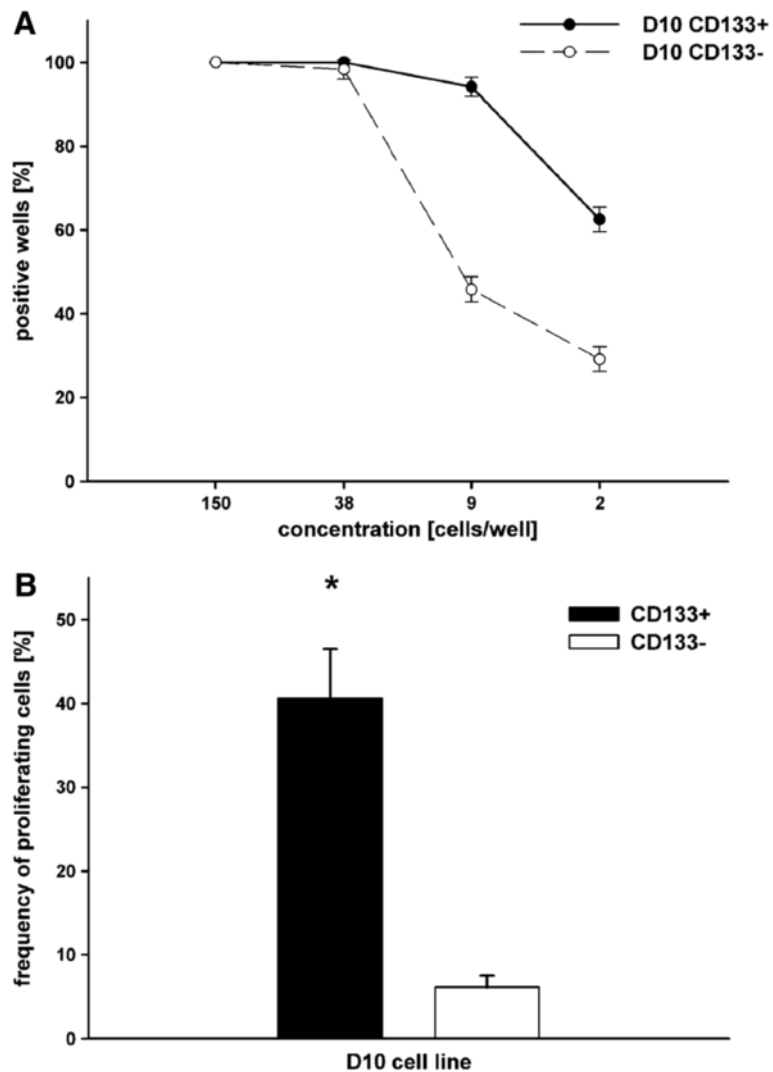 A
D10 CD133+
D10 CD133-
positive wells [%]
100
80
60
40
20
0
150 38 9 2
concentration [cells/well]
B
*
CD133+
CD133-
frequency of proliferating cells [%]
50
40
30
20
10
0
D10 cell line